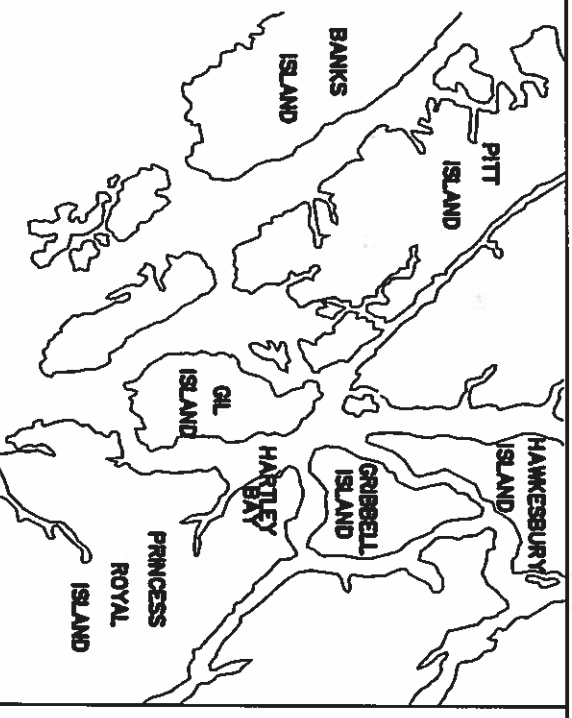 BANKS
ISLAND
PITT
ISLAND
GIL
ISLAND
HAWKESBURY
ISLAND
GRIBBELL
ISLAND
HARTLEY
BAY
PRINCESS
ROYAL
ISLAND